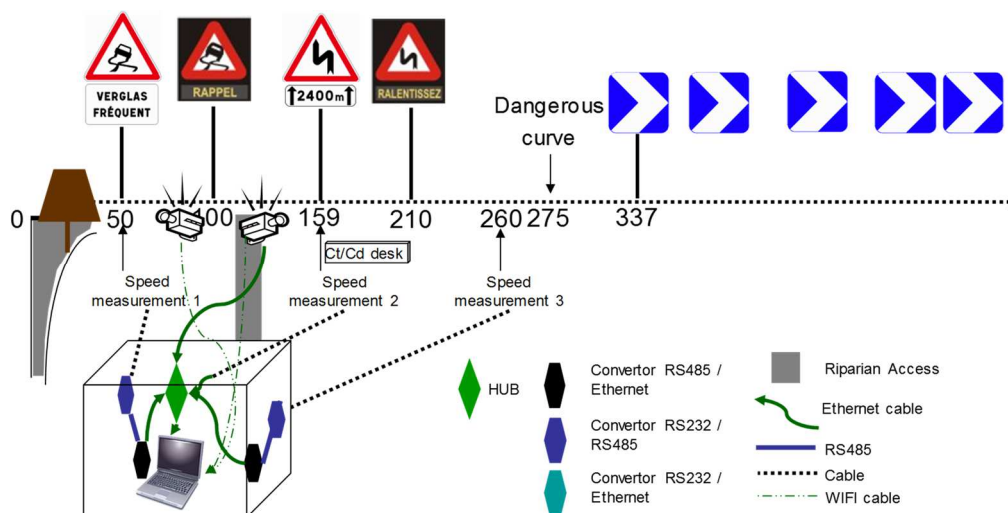 VERGLAS
FRÉQUENT
RAPPEL
2400m
RALENTISSEZ
Dangerous
curve
0
50
100
159
210
260
275
337
Ct/Cd desk
Speed
measurement 1
Speed
measurement 2
Speed
measurement 3
HUB
Convertor RS485 /
Ethernet
Convertor RS232 /
RS485
Convertor RS232 /
Ethernet
Riparian Access
Ethernet cable
RS485
Cable
WIFI cable